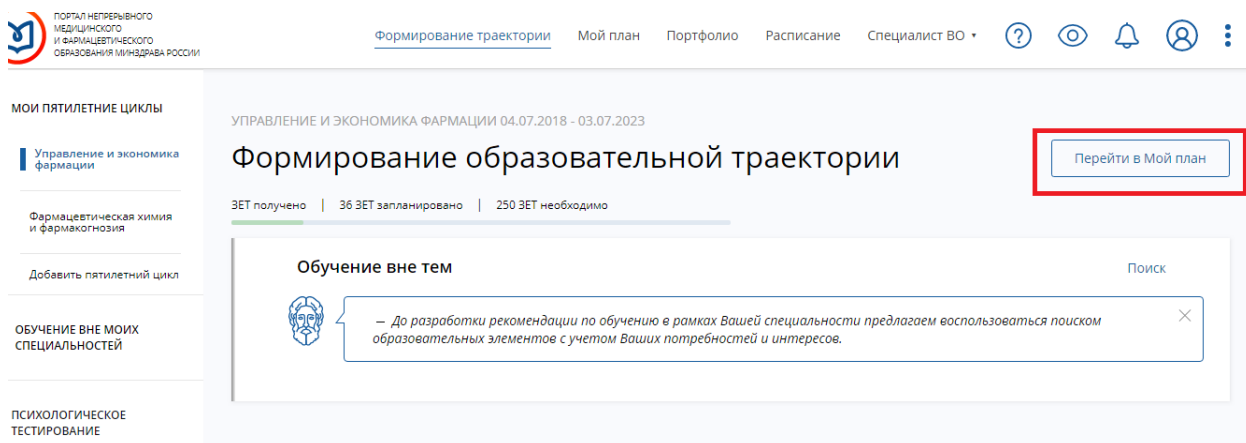 ПОРТАЛ НЕПРЕРЫВНОГО
МЕДИЦИНСКОГО
И ФАРМАЦЕВТИЧЕСКОГО
ОБРАЗОВАНИЯ МИНЗДРАВА РОССИИ
Формирование траектории Мой план Портфолио Расписание Специалист ВО
МОИ ПЯТИЛЕТНИЕ ЦИКЛЫ
Управление и экономика
фармации
Фармацевтическая химия
и фармакогнозия
Добавить пятилетний цикл
ОБУЧЕНИЕ ВНЕ МОИХ
СПЕЦИАЛЬНОСТЕЙ
ПСИХОЛОГИЧЕСКОЕ
ТЕСТИРОВАНИЕ
УПРАВЛЕНИЕ И ЭКОНОМИКА ФАРМАЦИИ 04.07.2018 - 03.07.2023
Формирование образовательной траектории
Перейти в Мой план
ЗЕТ получено | 36 ЗЕТ запланировано | 250 ЗЕТ необходимо
Обучение вне тем
Поиск
— До разработки рекомендации по обучению в рамках Вашей специальности предлагаем воспользоваться поиском
образовательных элементов с учетом Ваших потребностей и интересов.